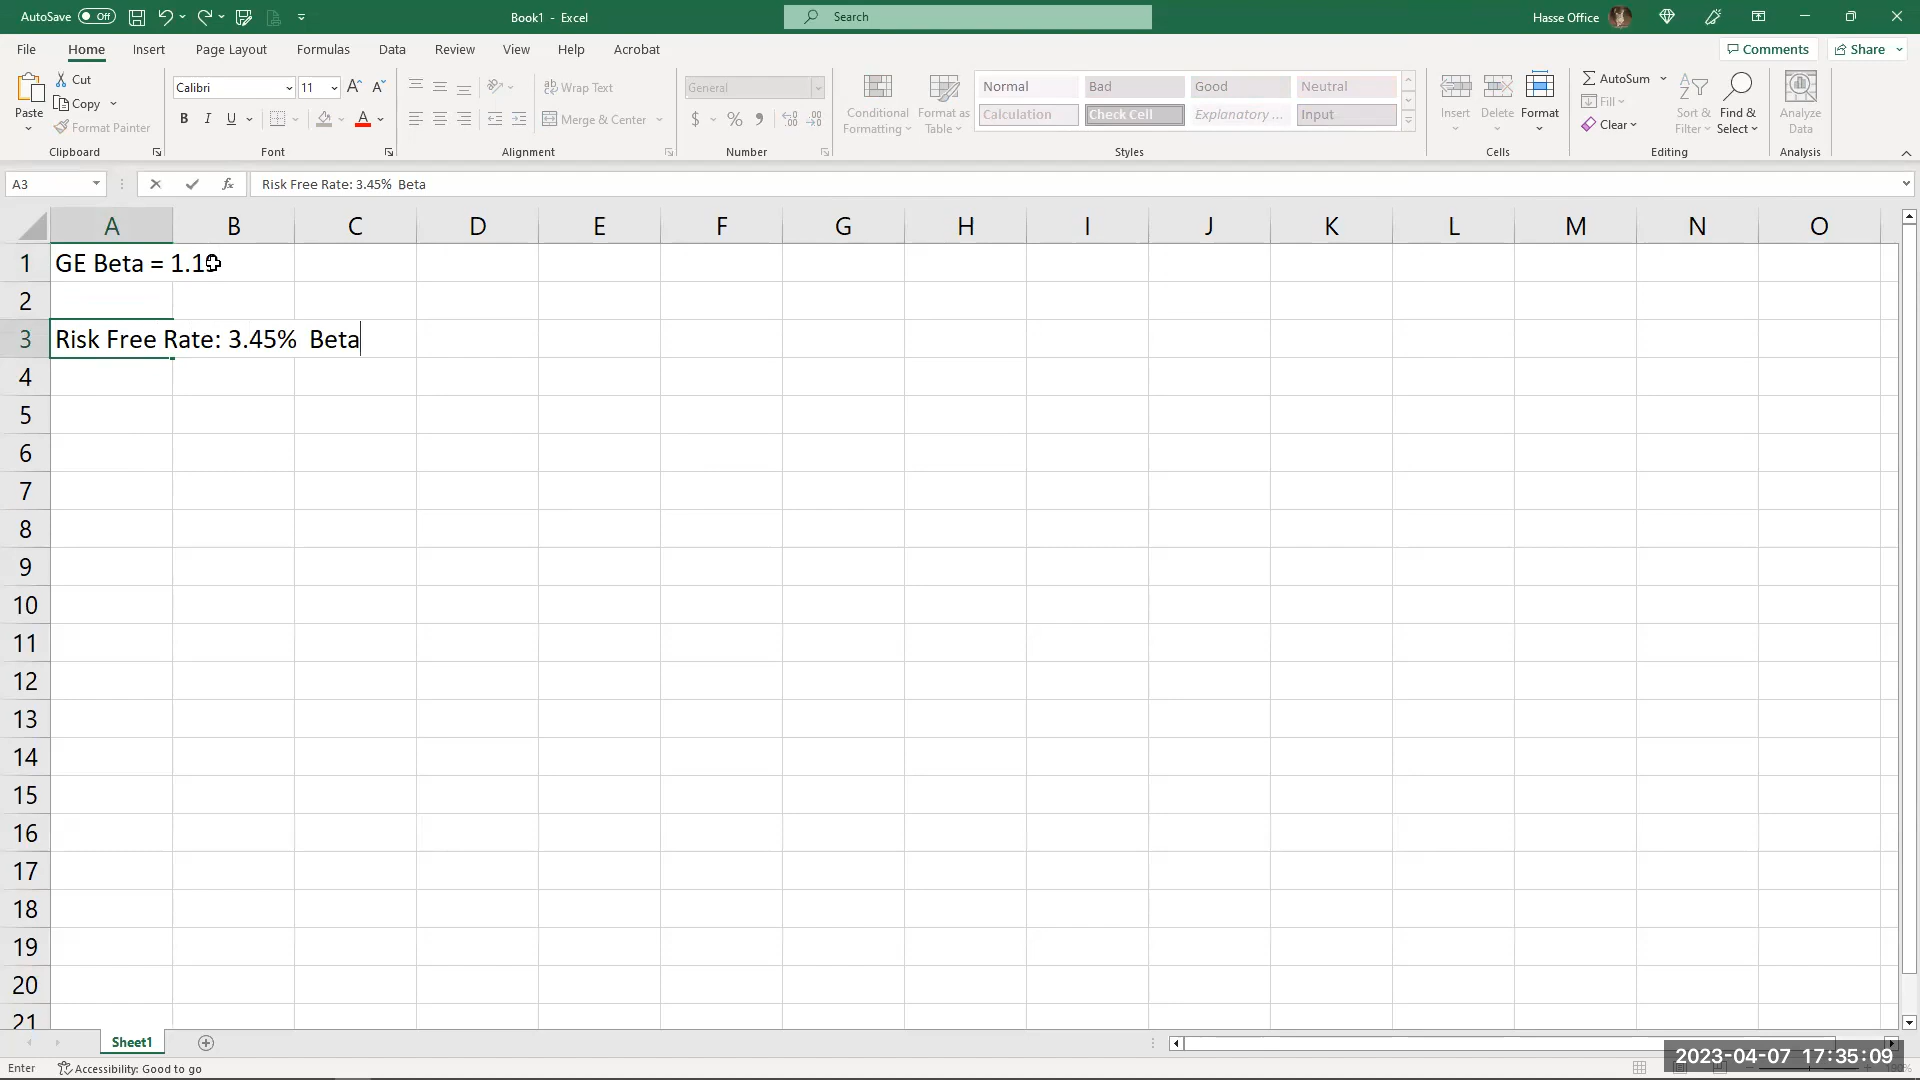 AutoSave Off Book1 - Excel Search Hasse Office
File Home Insert Page Layout Formulas Data Review View Help Acrobat Comments Share
Paste Cut Copy Format Painter Clipboard
Calibri 11 A A B I U A Font
Wrap Text Merge & Center Alignment
General $ % 9 Number
Conditional Formatting Format as Table
Normal Bad Good Neutral
Calculation Check Cell Explanatory ... Input
Styles
Insert Delete Format Cells
AutoSum Fill Clear Sort & Filter Find & Select Editing
Analyze Data Analysis
A3 fx Risk Free Rate: 3.45% Beta
A B C D E F G H I J K L M N O
1 GE Beta =
2
3 Risk Free Rate: 3.45% Beta
4
5
6
7
8
9
10
11
12
13
14
15
16
17
18
19
20
21
Sheet1
Enter Accessibility: Good to go
2023-04-07 17:35:09